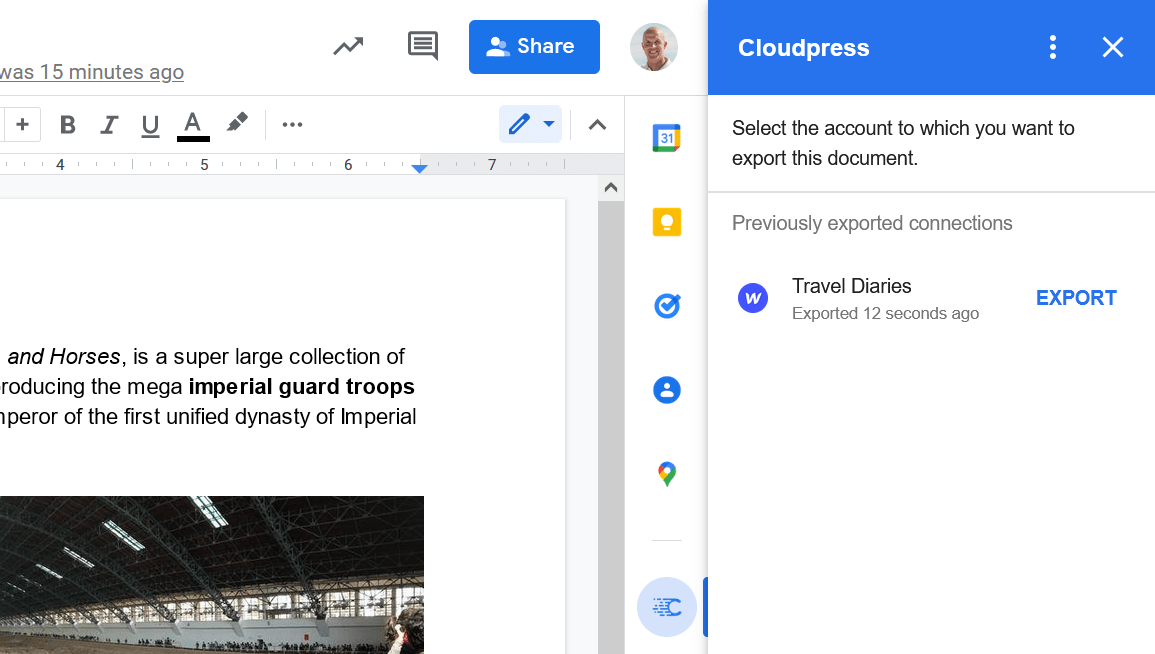 Cloudpress
Share
was 15 minutes ago
B I U A
Select the account to which you want to
export this document.
31
4 5 6 7
Previously exported connections
W
Travel Diaries
EXPORT
Exported 12 seconds ago
and Horses, is a super large collection of
roducing the mega imperial guard troops
peror of the first unified dynasty of Imperial